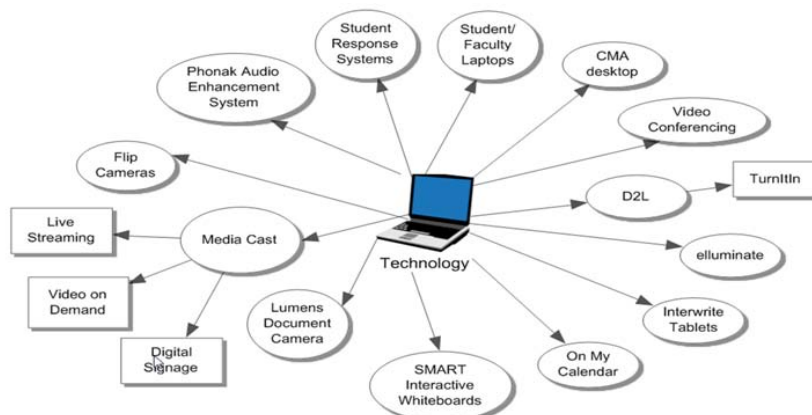 Student
Response
Systems
Student/
Faculty
Laptops
CMA
desktop
Phonak Audio
Enhancement
System
Video
Conferencing
Flip
Cameras
D2L
TurnItIn
Live
Streaming
Media Cast
Technology
elluminate
Video on
Demand
Lumens
Document
Camera
Interwrite
Tablets
Digital
Signage
SMART
Interactive
Whiteboards
On My
Calendar